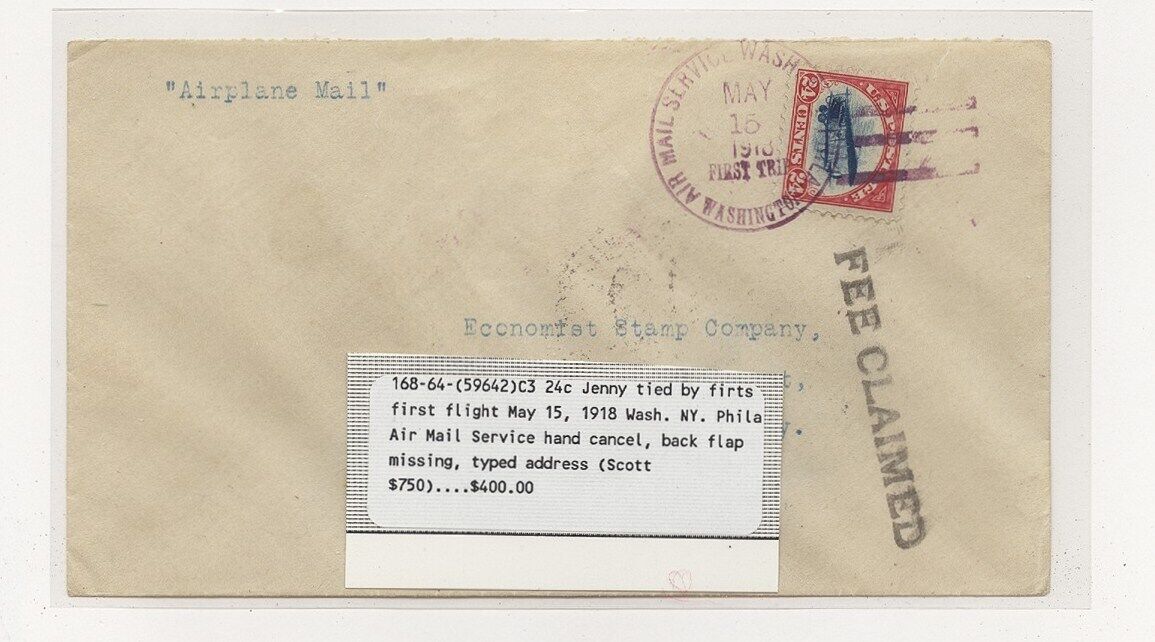 "Airplane Mail"
AIR MAIL SERVICE WASH
MAY
15
1918
FIRST TRIP
WASHINGTON
U.S. POSTAGE
24 CENTS 24
FEE CLAIMED
Economist Stamp Company,
t,
y.
168-64-(59642)C3 24c Jenny tied by firts
first flight May 15, 1918 Wash. NY. Phila
Air Mail Service hand cancel, back flap
missing, typed address (Scott
$750)....$400.00